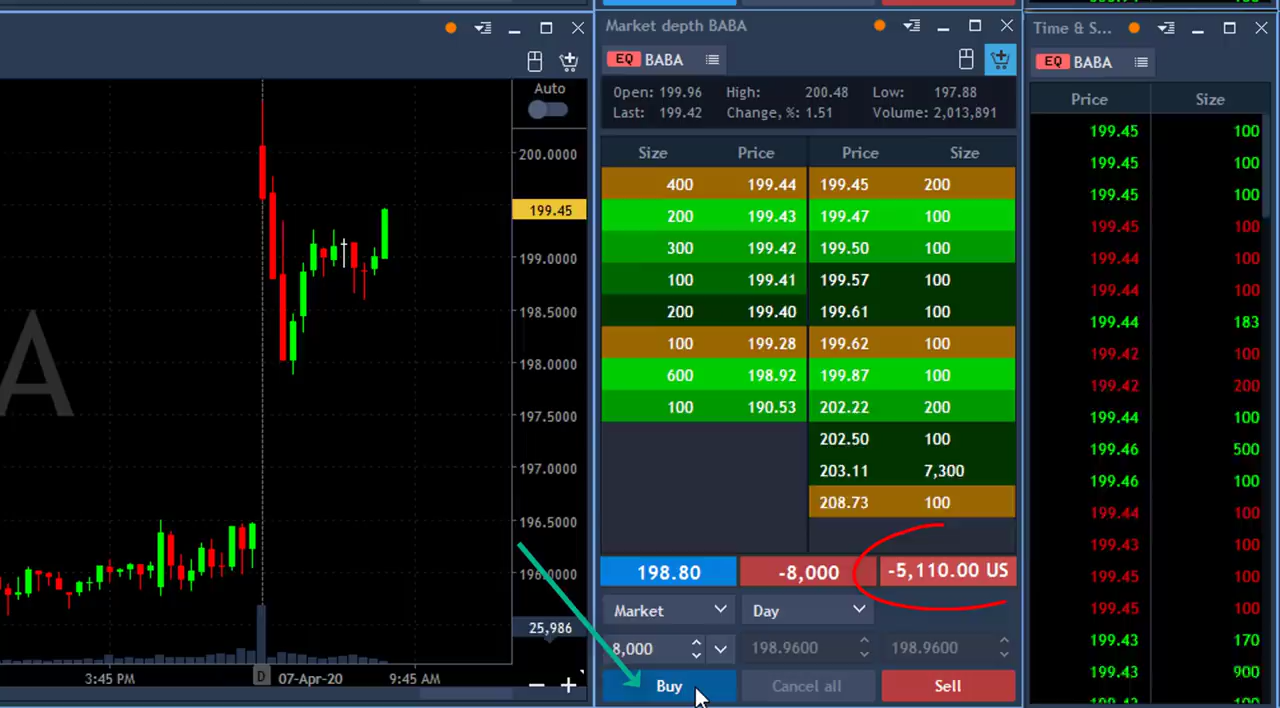 Auto
200.0000
199.45
199.0000
198.5000
198.0000
197.5000
197.0000
196.5000
196.0000
25,986
A
3:45 PM
D
07-Apr-20
9:45 AM
Market depth BABA
EQ BABA
Open: 199.96 High: 200.48 Low: 197.88
Last: 199.42 Change, %: 1.51 Volume: 2,013,891
Size Price Price Size
400 199.44 199.45 200
200 199.43 199.47 100
300 199.42 199.50 100
100 199.41 199.57 100
200 199.40 199.61 100
100 199.28 199.62 100
600 198.92 199.87 100
100 190.53 202.22 200
202.50 100
203.11 7,300
208.73 100
198.80 -8,000 -5,110.00 US
Market Day
8,000 198.9600 198.9600
Buy Cancel all Sell
Time & S...
EQ BABA
Price Size
199.45 100
199.45 100
199.45 100
199.45 100
199.44 100
199.44 100
199.44 183
199.42 100
199.42 200
199.44 100
199.46 500
199.46 100
199.44 100
199.43 100
199.45 100
199.45 100
199.43 170
199.43 900